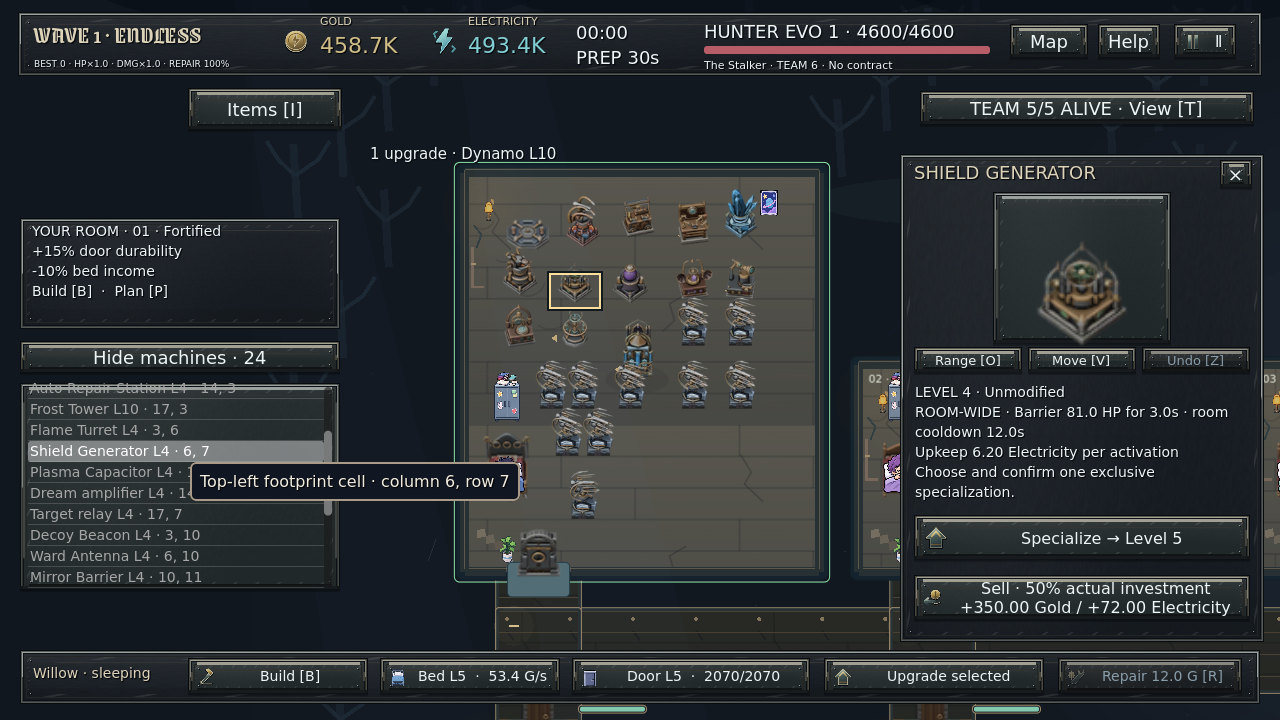 WAVE 1 · ENDLESS
BEST 0 · HP×1.0 · DMG×1.0 · REPAIR 100%
GOLD
458.7K
ELECTRICITY
493.4K
00:00
PREP 30s
HUNTER EVO 1 · 4600/4600
The Stalker · TEAM 6 · No contract
Map
Help
II
Items [I]
TEAM 5/5 ALIVE · View [T]
1 upgrade · Dynamo L10
YOUR ROOM · 01 · Fortified
+15% door durability
-10% bed income
Build [B] · Plan [P]
Hide machines · 24
Auto Repair Station L4 · 14, 3
Frost Tower L10 · 17, 3
Flame Turret L4 · 3, 6
Shield Generator L4 · 6, 7
Plasma Capacitor L4 ·
Dream amplifier L4 · 14
Target relay L4 · 17, 7
Decoy Beacon L4 · 3, 10
Ward Antenna L4 · 6, 10
Mirror Barrier L4 · 10, 11
Top-left footprint cell · column 6, row 7
02
03
SHIELD GENERATOR
Range [O]
Move [V]
Undo [Z]
LEVEL 4 · Unmodified
ROOM-WIDE · Barrier 81.0 HP for 3.0s · room
cooldown 12.0s
Upkeep 6.20 Electricity per activation
Choose and confirm one exclusive
specialization.
Specialize → Level 5
Sell · 50% actual investment
+350.00 Gold / +72.00 Electricity
Willow · sleeping
Build [B]
Bed L5 · 53.4 G/s
Door L5 · 2070/2070
Upgrade selected
Repair 12.0 G [R]